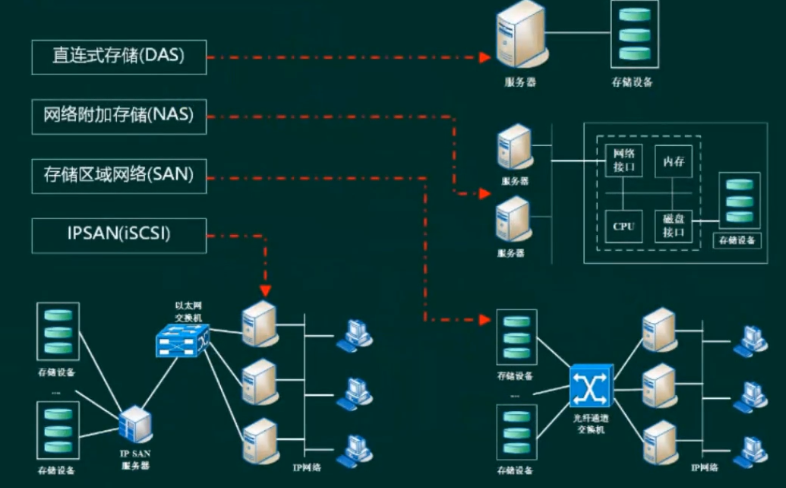 直连式存储(DAS)
服务器
存储设备
网络附加存储(NAS)
服务器
服务器
网络
接口
内存
CPU
磁盘
接口
存储设备
存储区域网络(SAN)
IPSAN(iSCSI)
存储设备
...
存储设备
IP SAN
服务器
以太网
交换机
IP网络
存储设备
...
存储设备
光纤通道
交换机
IP网络